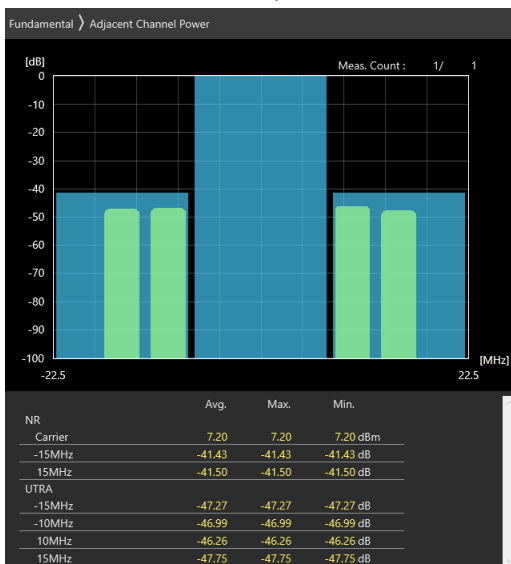 Fundamental 〉 Adjacent Channel Power
[dB]
Meas. Count : 1/ 1
0
-10
-20
-30
-40
-50
-60
-70
-80
-90
-100
[MHz]
-22.5 22.5
Avg. Max. Min.
NR
Carrier 7.20 7.20 7.20 dBm
-15MHz -41.43 -41.43 -41.43 dB
15MHz -41.50 -41.50 -41.50 dB
UTRA
-15MHz -47.27 -47.27 -47.27 dB
-10MHz -46.99 -46.99 -46.99 dB
10MHz -46.26 -46.26 -46.26 dB
15MHz -47.75 -47.75 -47.75 dB